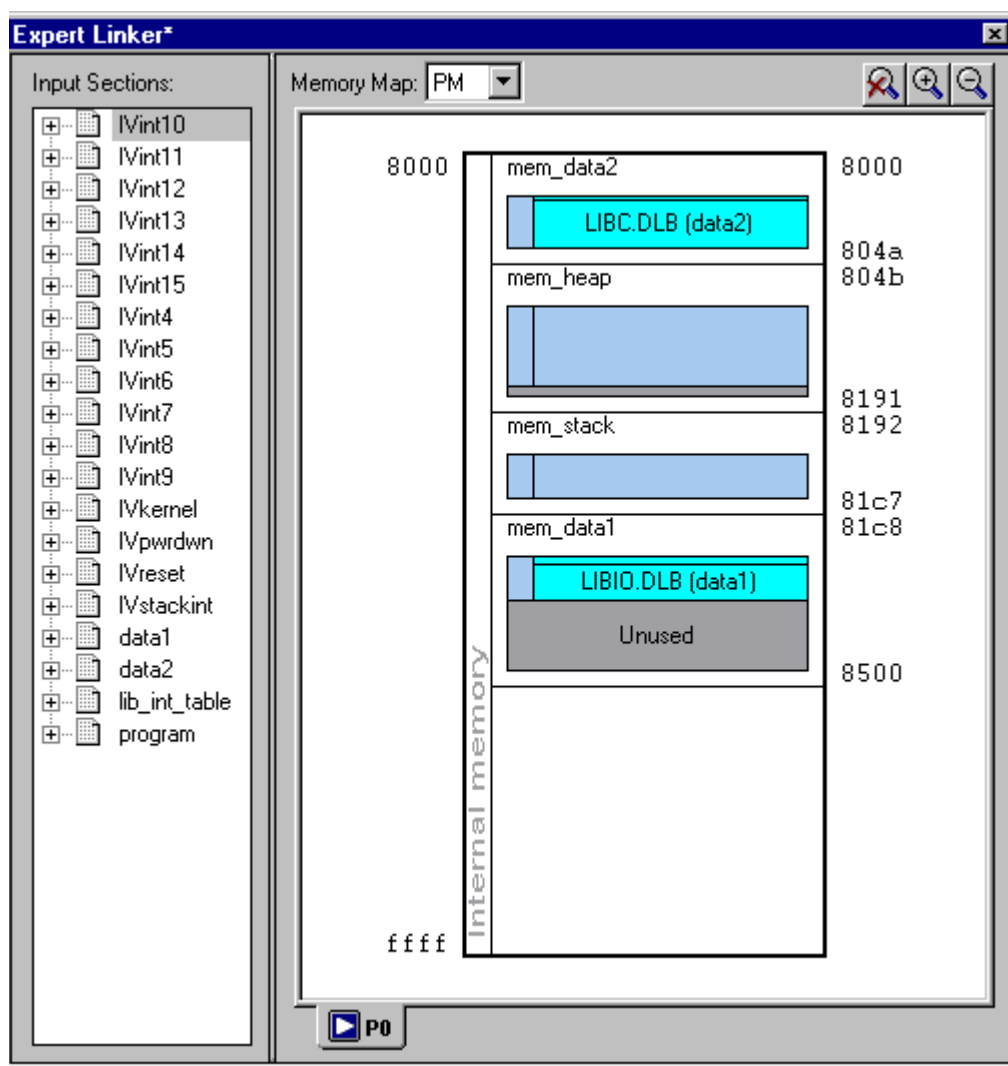 Expert Linker*
Input Sections:
IVint10
IVint11
IVint12
IVint13
IVint14
IVint15
IVint4
IVint5
IVint6
IVint7
IVint8
IVint9
IVkernel
IVpwrdwn
IVreset
IVstackint
data1
data2
lib_int_table
program
Memory Map: PM
8000 mem_data2 8000
LIBC.DLB (data2)
804a
mem_heap 804b
8191
mem_stack 8192
81c7
mem_data1 81c8
LIBIO.DLB (data1)
Unused
8500
Internal memory
ffff
P0